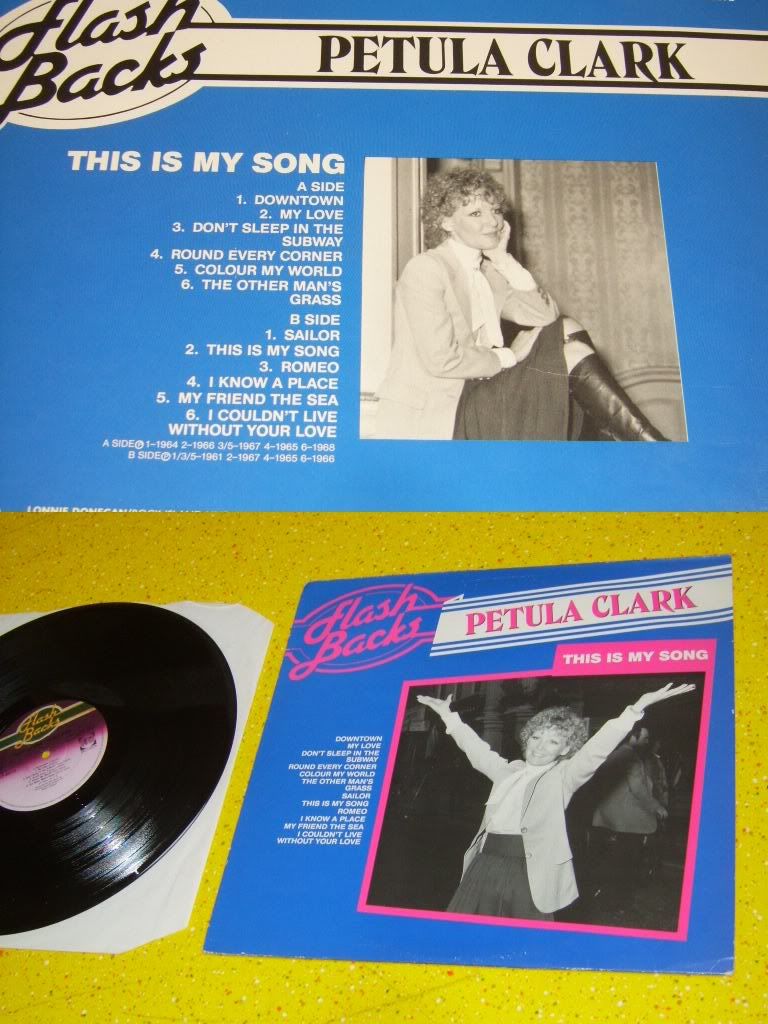 Flash
Backs
PETULA CLARK
THIS IS MY SONG
A SIDE
1. DOWNTOWN
2. MY LOVE
3. DON'T SLEEP IN THE
SUBWAY
4. ROUND EVERY CORNER
5. COLOUR MY WORLD
6. THE OTHER MAN'S
GRASS
B SIDE
1. SAILOR
2. THIS IS MY SONG
3. ROMEO
4. I KNOW A PLACE
5. MY FRIEND THE SEA
6. I COULDN'T LIVE
WITHOUT YOUR LOVE
A SIDE Ⓟ 1–1964 2–1966 3/5–1967 4–1965 6–1968
B SIDE Ⓟ 1/3/5–1961 2–1967 4–1965 6–1966
LONNIE DONEGAN/
Flash
Backs
Flash
Backs
PETULA CLARK
THIS IS MY SONG
DOWNTOWN
MY LOVE
DON'T SLEEP IN THE
SUBWAY
ROUND EVERY CORNER
COLOUR MY WORLD
THE OTHER MAN'S
GRASS
SAILOR
THIS IS MY SONG
ROMEO
I KNOW A PLACE
MY FRIEND THE SEA
I COULDN'T LIVE
WITHOUT YOUR LOVE